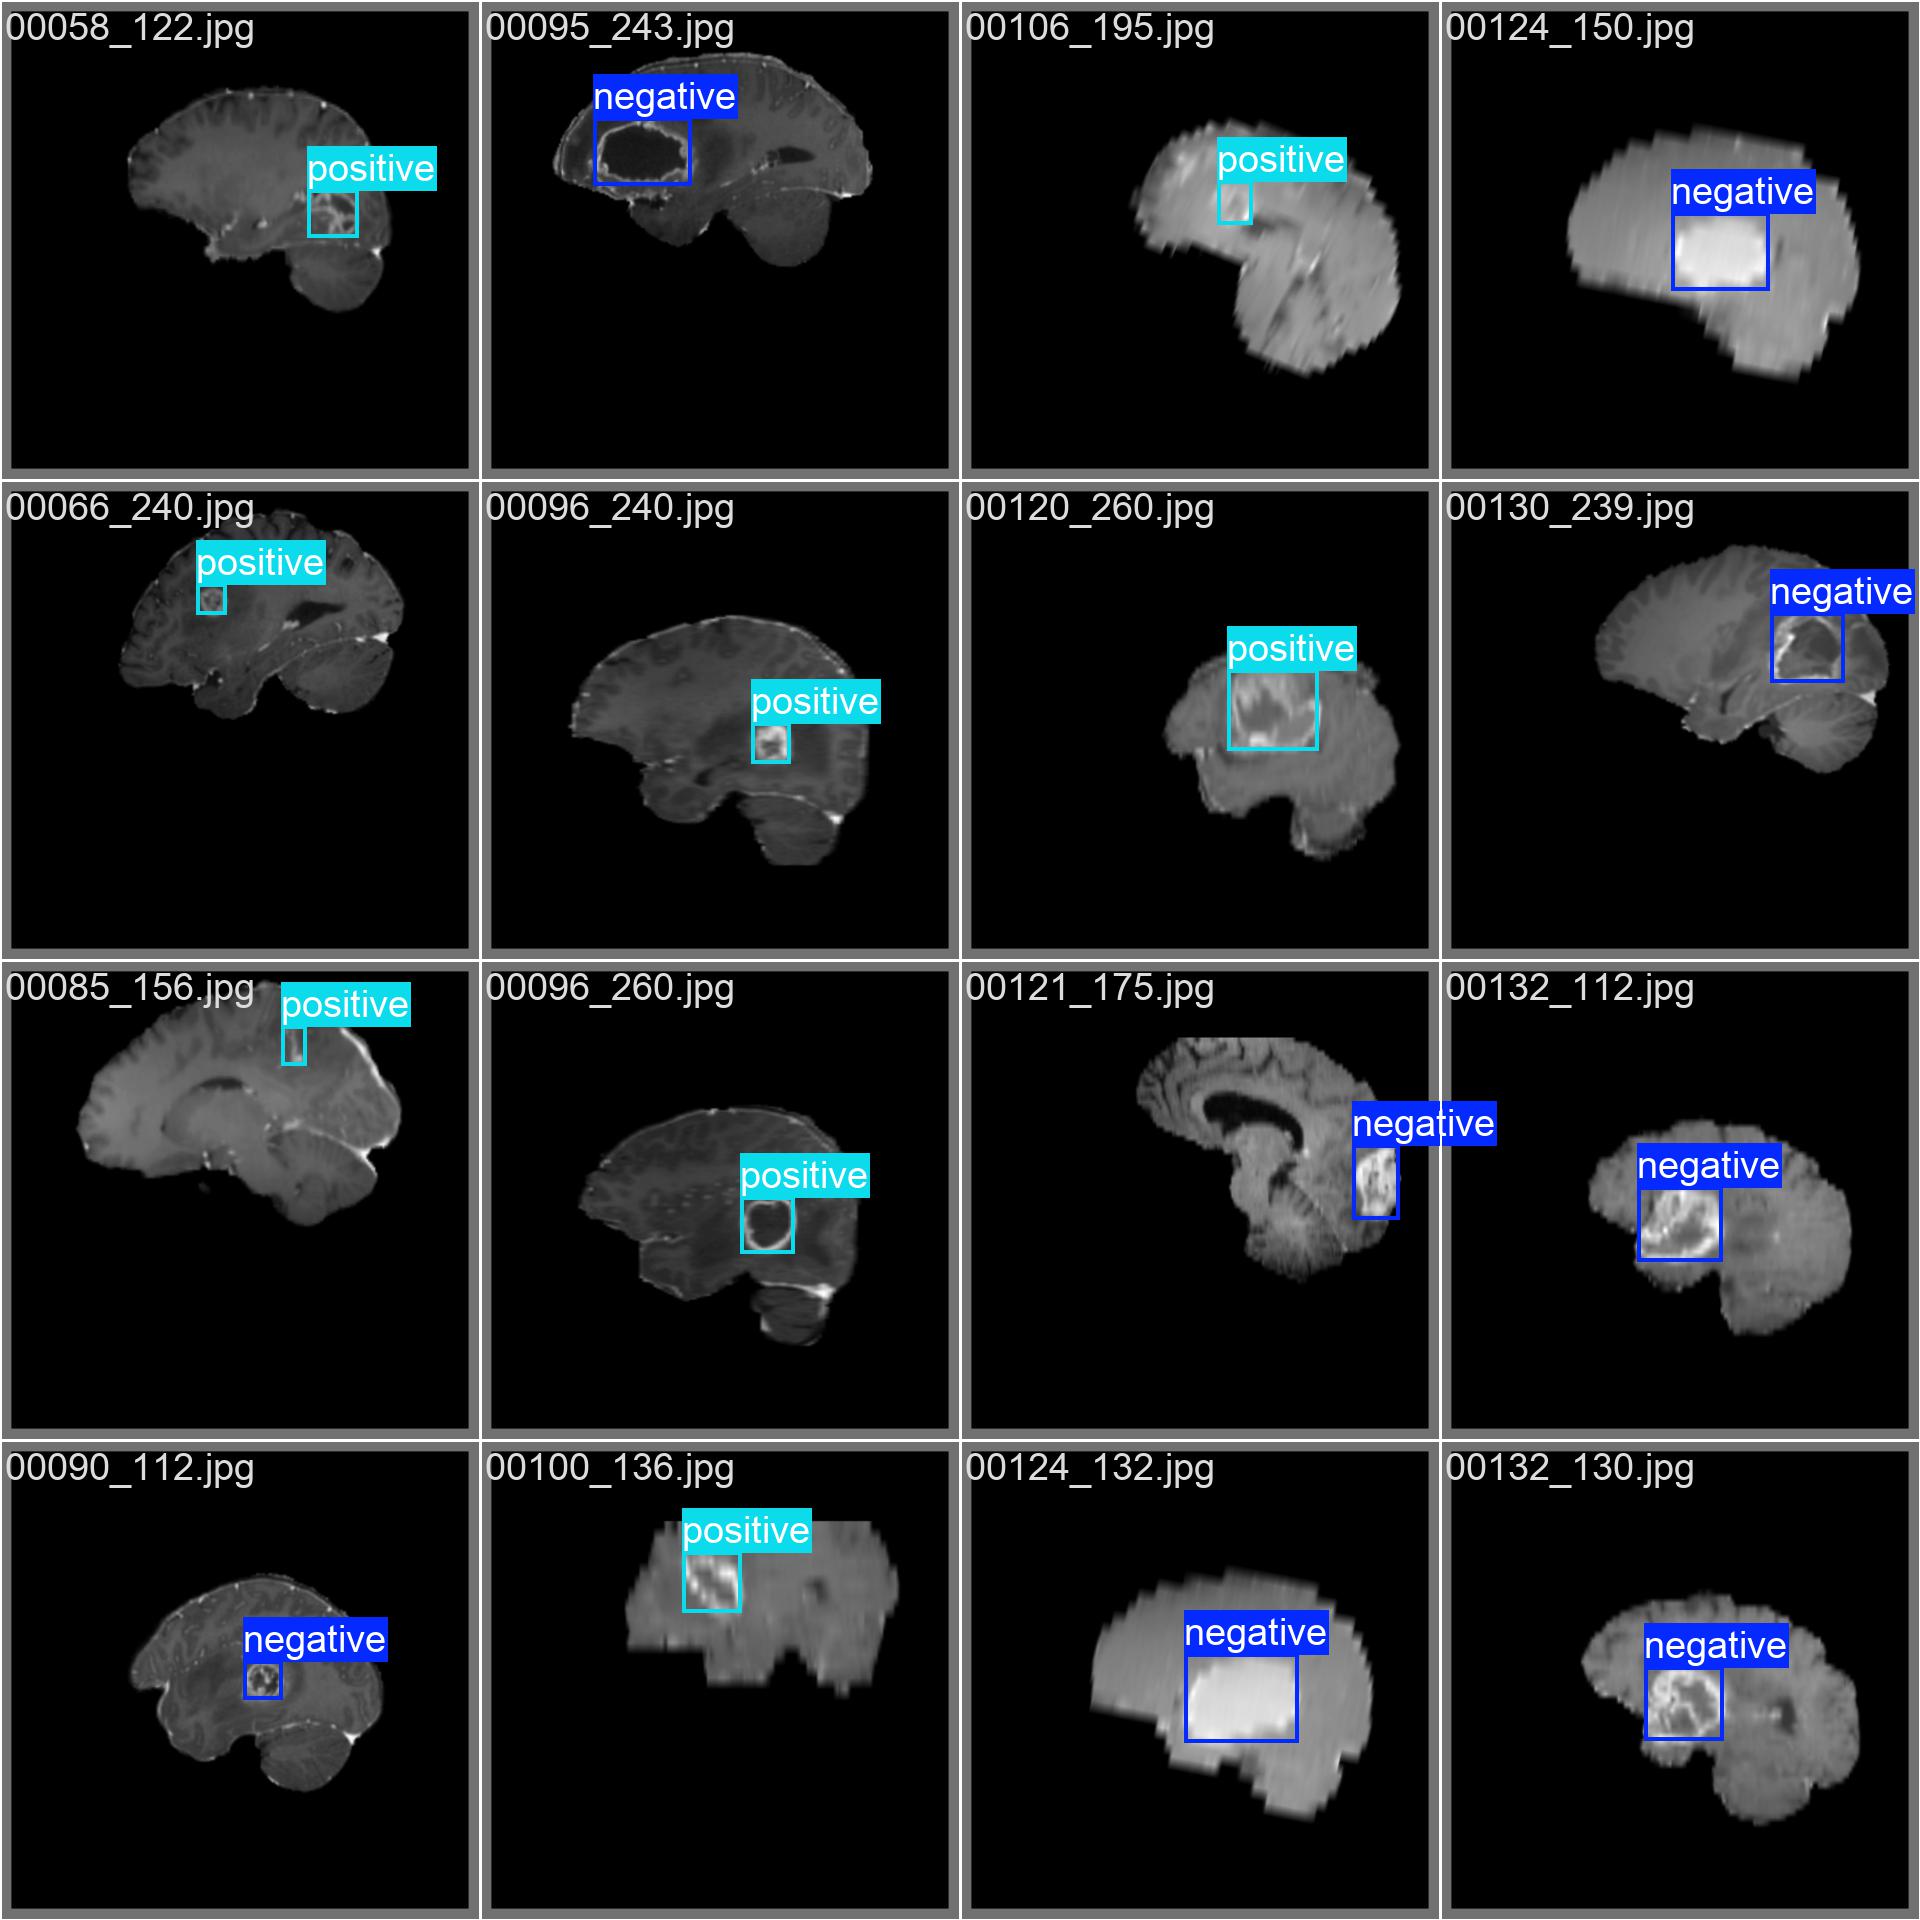 00058_122.jpg
positive
00095_243.jpg
negative
00106_195.jpg
positive
00124_150.jpg
negative
00066_240.jpg
positive
00096_240.jpg
positive
00120_260.jpg
positive
00130_239.jpg
negative
00085_156.jpg
positive
00096_260.jpg
positive
00121_175.jpg
negative
00132_112.jpg
negative
00090_112.jpg
negative
00100_136.jpg
positive
00124_132.jpg
negative
00132_130.jpg
negative